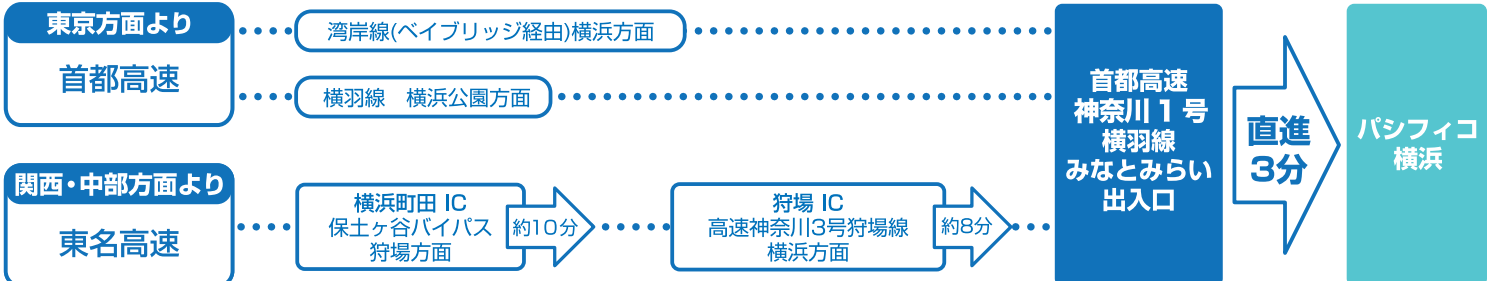 東京方面より
首都高速
湾岸線(ベイブリッジ経由)横浜方面
横羽線　横浜公園方面
関西・中部方面より
東名高速
横浜町田 IC
保土ヶ谷バイパス
狩場方面
約10分
狩場 IC
高速神奈川3号狩場線
横浜方面
約8分
首都高速
神奈川 1 号
横羽線
みなとみらい
出入口
直進
3分
パシフィコ
横浜